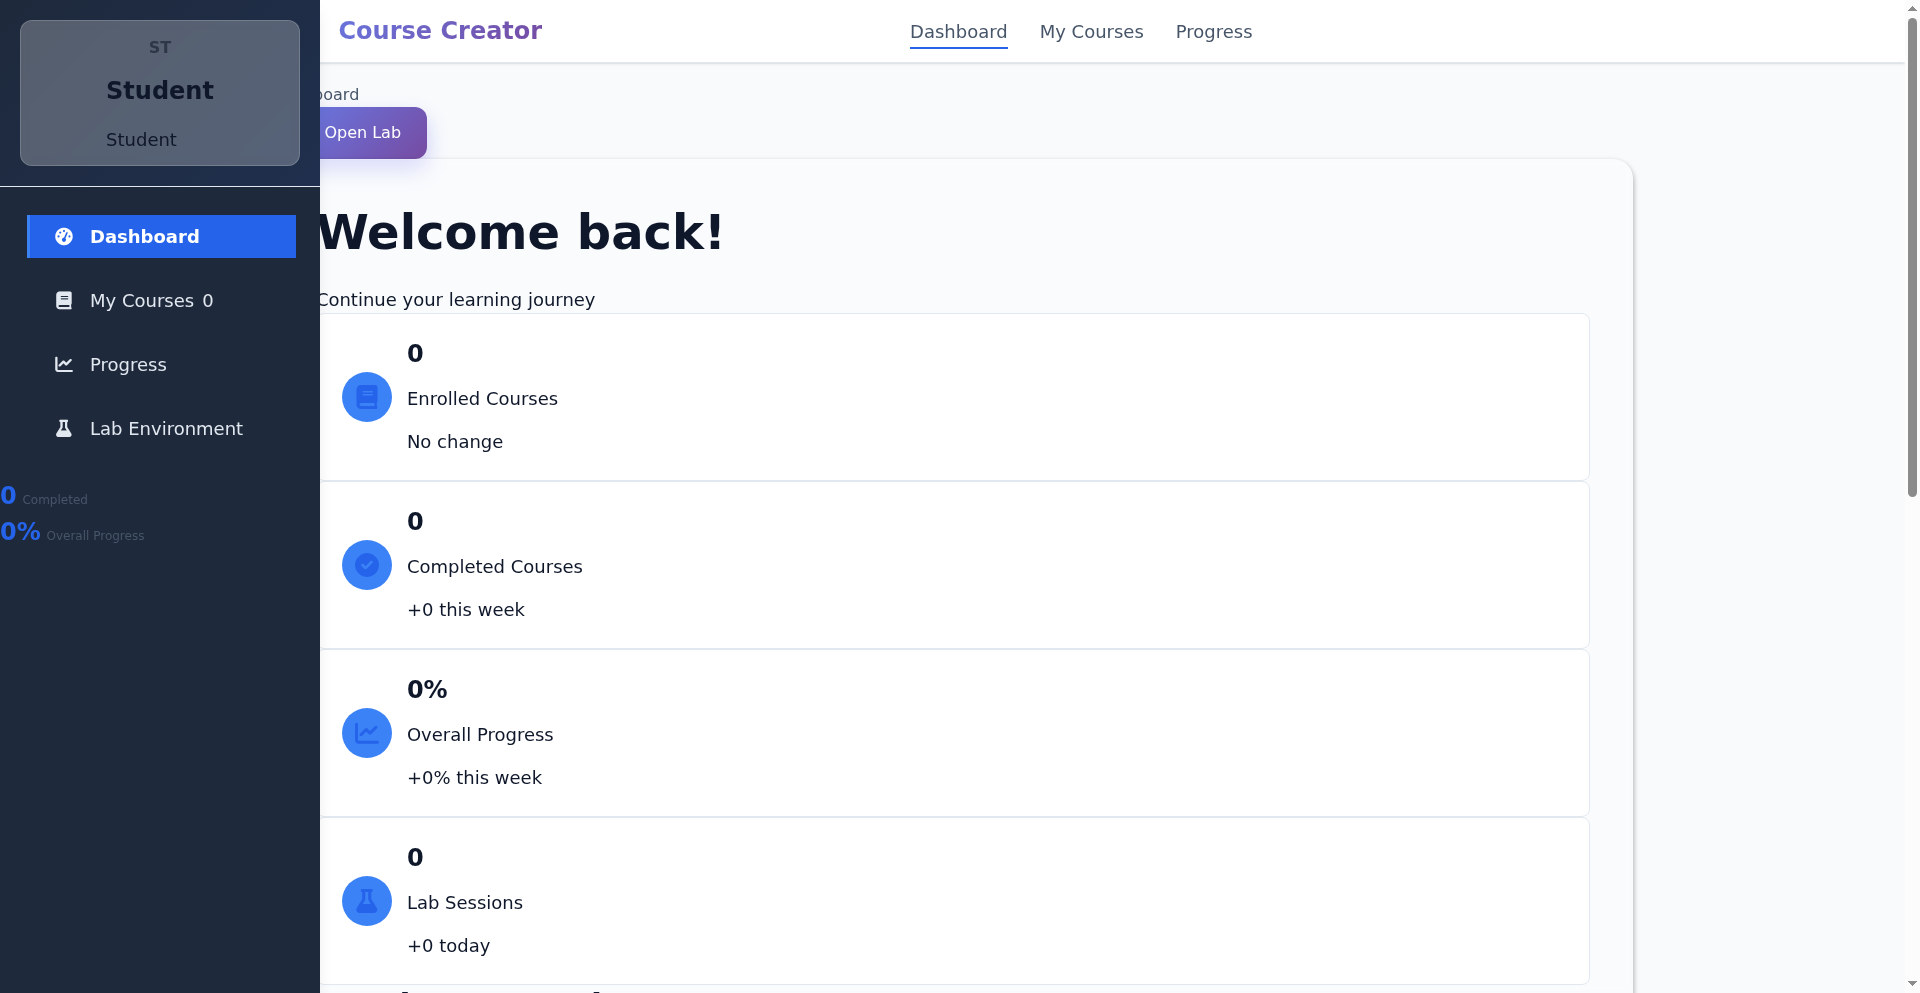 ST
Student
Student
Dashboard
My Courses 0
Progress
Lab Environment
0 Completed
0% Overall Progress
Course Creator
Dashboard
My Courses
Progress
board
Open Lab
Welcome back!
Continue your learning journey
0
Enrolled Courses
No change
0
Completed Courses
+0 this week
0%
Overall Progress
+0% this week
0
Lab Sessions
+0 today